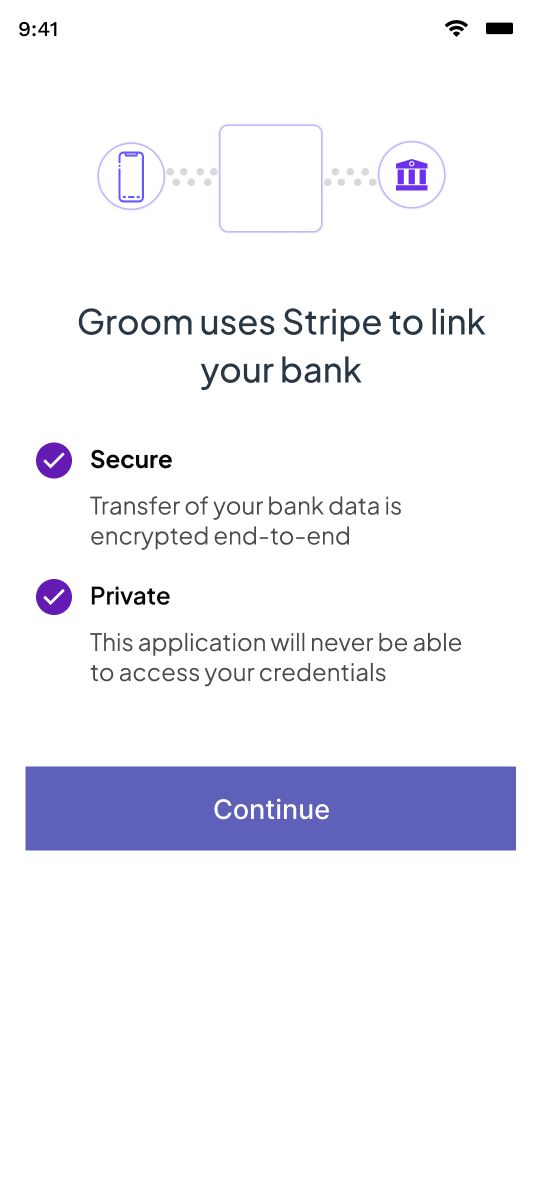 9:41
Groom uses Stripe to link
your bank
Secure
Transfer of your bank data is
encrypted end-to-end
Private
This application will never be able
to access your credentials
Continue